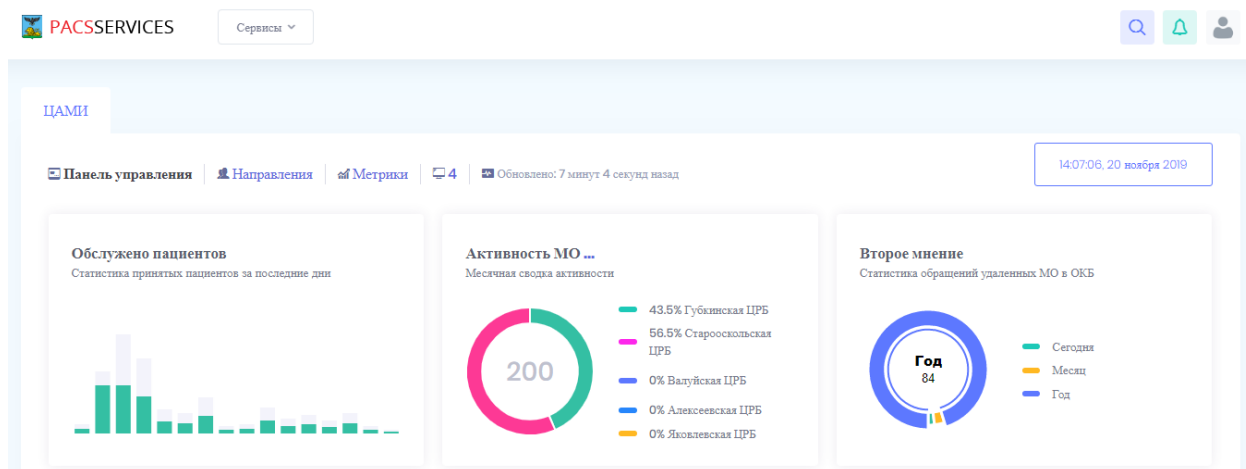 PACSSERVICES
Сервисы
ЦАМИ
Панель управления
Направления
Метрики
4
Обновлено: 7 минут 4 секунд назад
14:07:06, 20 ноября 2019
Обслужено пациентов
Статистика принятых пациентов за последние дни
Активность МО ...
Месячная сводка активности
200
43.5% Губкинская ЦРБ
56.5% Старооскольская
ЦРБ
0% Валуйская ЦРБ
0% Алексеевская ЦРБ
0% Яковлевская ЦРБ
Второе мнение
Статистика обращений удаленных МО в ОКБ
Год
84
Сегодня
Месяц
Год